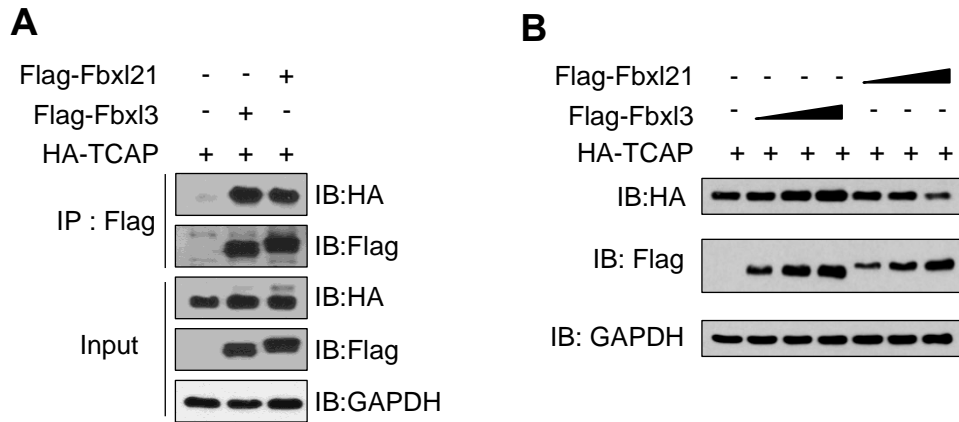 A
Flag-Fbxl21 - - +
Flag-Fbxl3 - + -
HA-TCAP + + +
IP : Flag
IB:HA
IB:Flag
Input
IB:HA
IB:Flag
IB:GAPDH
B
Flag-Fbxl21 - - - -
Flag-Fbxl3 - - - -
HA-TCAP + + + + + + +
IB:HA
IB: Flag
IB: GAPDH